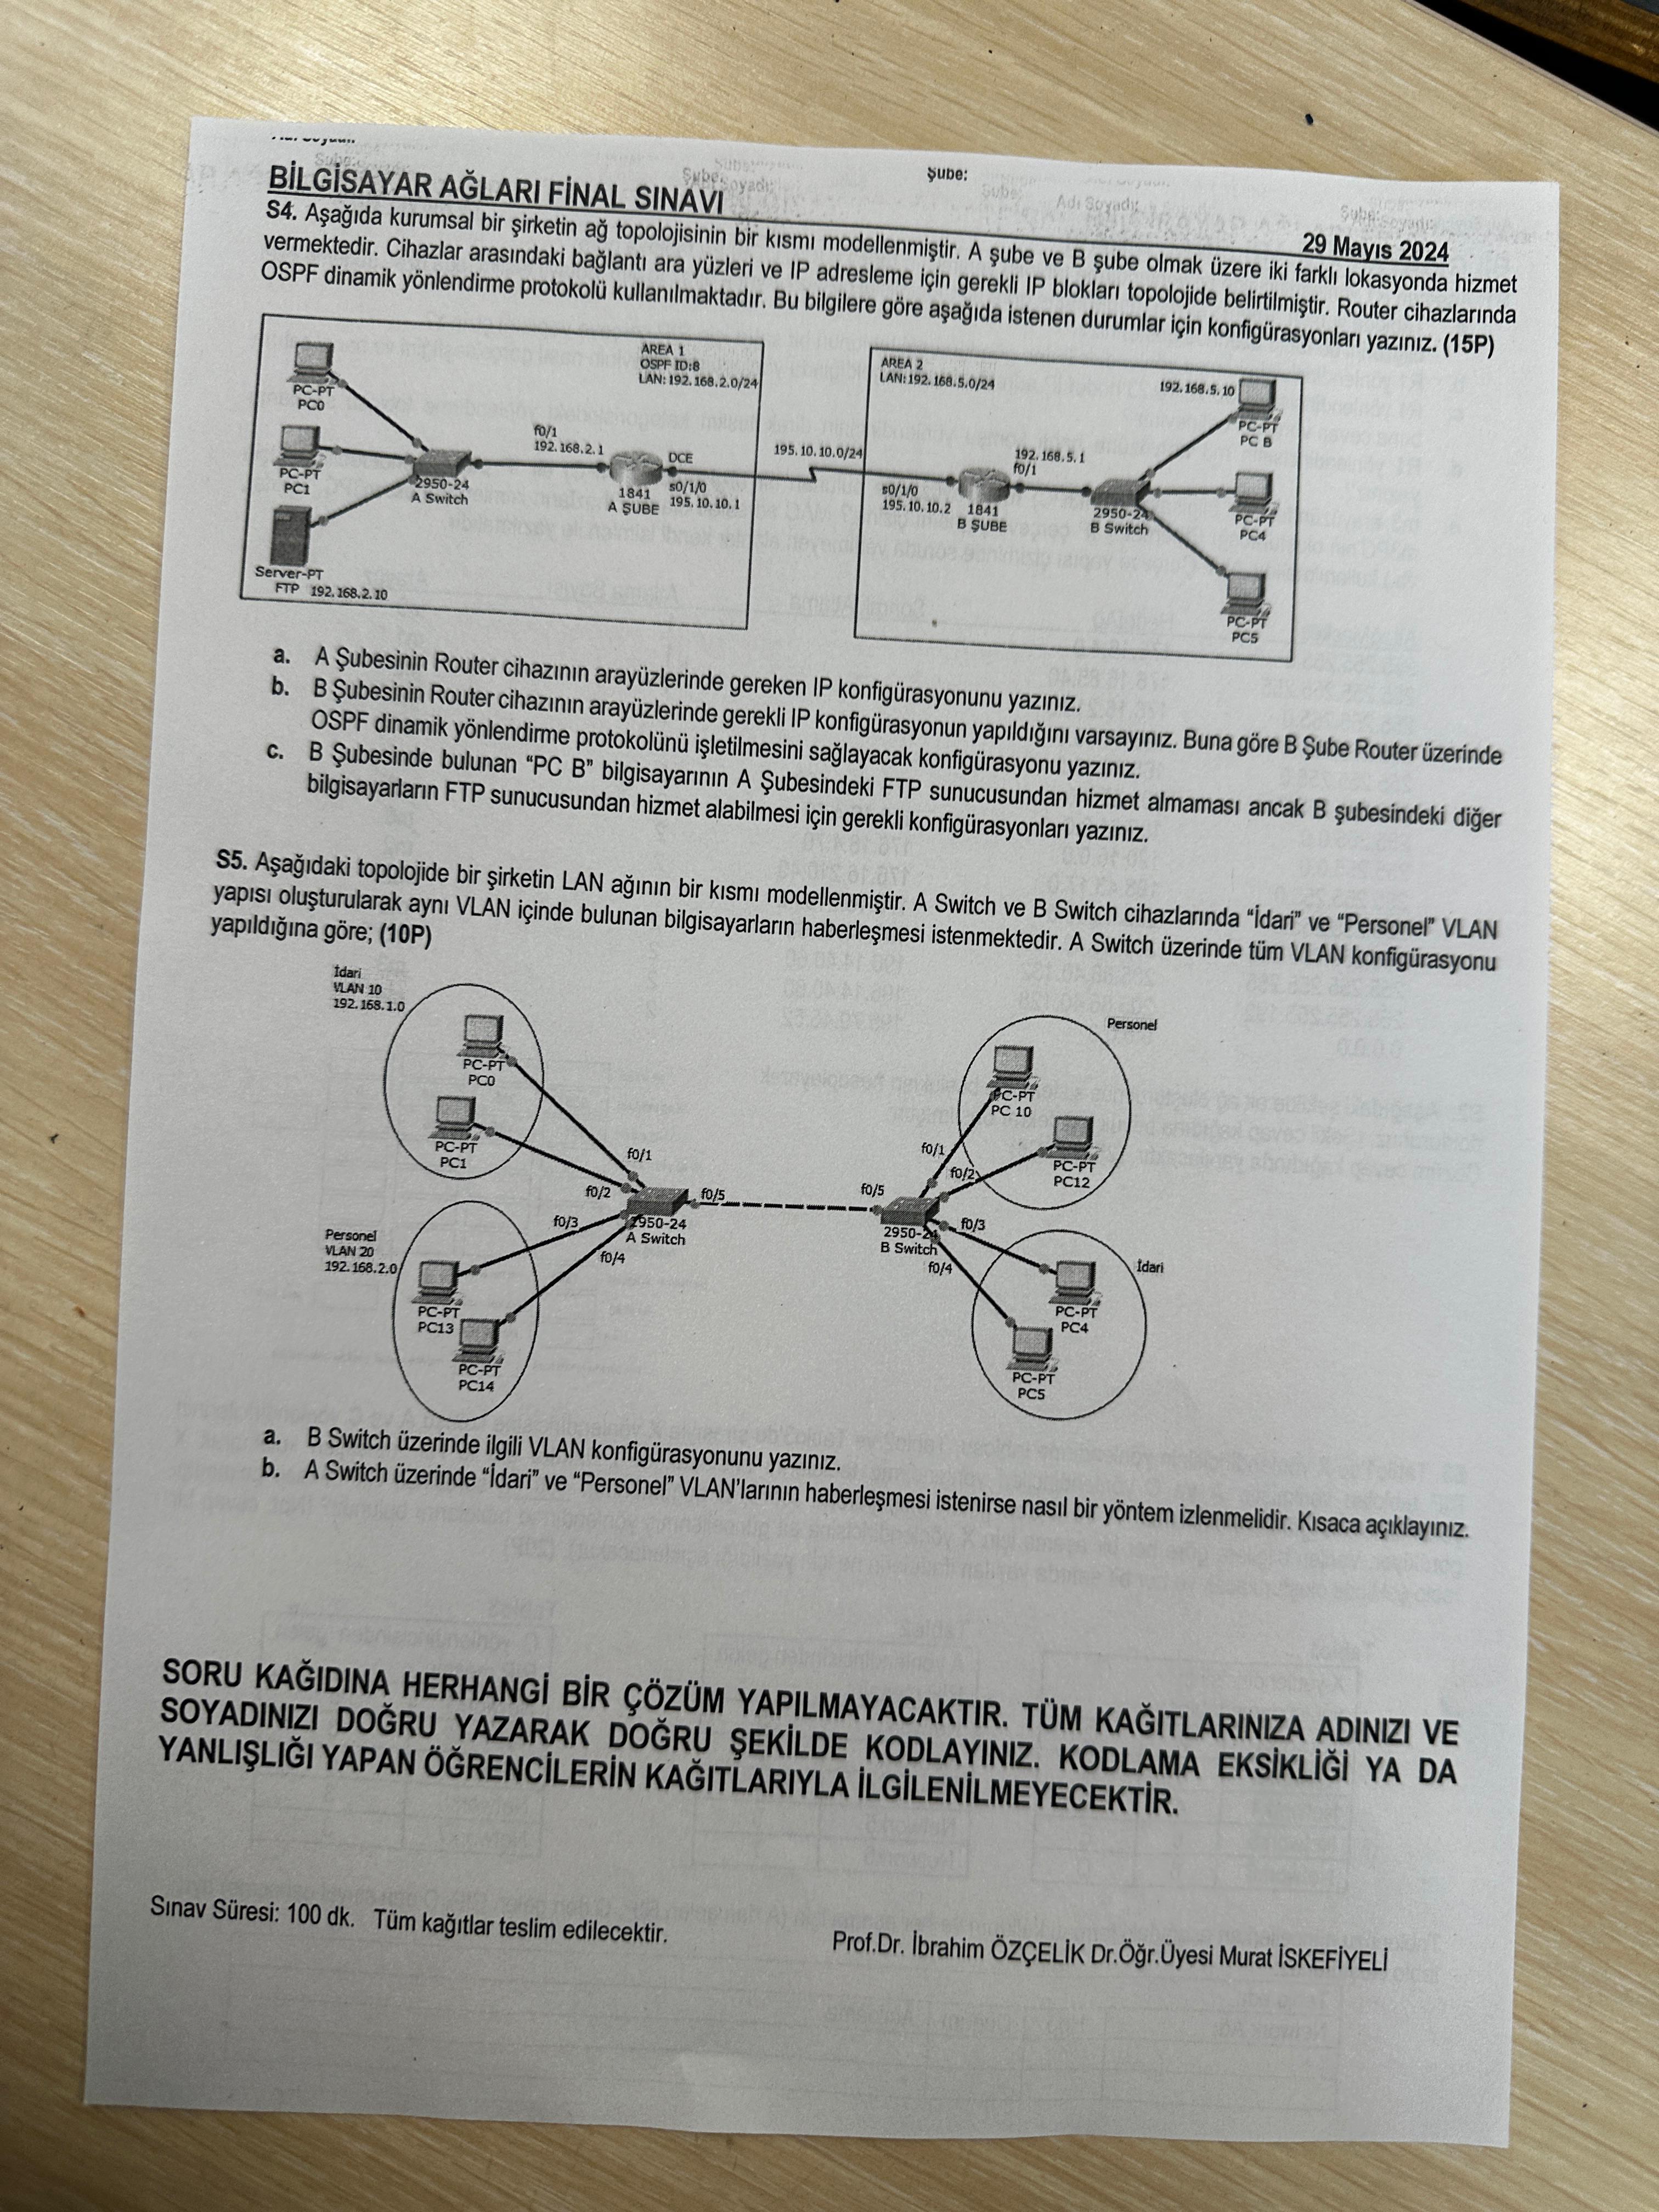 Şube:
BİLGİSAYAR AĞLARI FİNAL SINAVI
29 Mayıs 2024
S4. Aşağıda kurumsal bir şirketin ağ topolojisinin bir kısmı modellenmiştir. A şube ve B şube olmak üzere iki farklı lokasyonda hizmet
vermektedir. Cihazlar arasındaki bağlantı ara yüzleri ve IP adresleme için gerekli IP blokları topolojide belirtilmiştir. Router cihazlarında
OSPF dinamik yönlendirme protokolü kullanılmaktadır. Bu bilgilere göre aşağıda istenen durumlar için konfigürasyonları yazınız. (15P)
AREA 1
OSPF ID:8
LAN: 192.168.2.0/24
PC-PT
PC0
PC-PT
PC1
Server-PT
FTP 192.168.2.10
2950-24
A Switch
f0/1
192.168.2.1
1841
A ŞUBE
DCE
s0/1/0
195.10.10.1
195.10.10.0/24
AREA 2
LAN:192.168.5.0/24
s0/1/0
195.10.10.2
1841
B ŞUBE
192.168.5.1
f0/1
2950-24
B Switch
192.168.5.10
PC-PT
PC B
PC-PT
PC4
PC-PT
PC5
a. A Şubesinin Router cihazının arayüzlerinde gereken IP konfigürasyonunu yazınız.
b. B Şubesinin Router cihazının arayüzlerinde gerekli IP konfigürasyonun yapıldığını varsayınız. Buna göre B Şube Router üzerinde
OSPF dinamik yönlendirme protokolünü işletilmesini sağlayacak konfigürasyonu yazınız.
c. B Şubesinde bulunan “PC B” bilgisayarının A Şubesindeki FTP sunucusundan hizmet almaması ancak B şubesindeki diğer
bilgisayarların FTP sunucusundan hizmet alabilmesi için gerekli konfigürasyonları yazınız.
S5. Aşağıdaki topolojide bir şirketin LAN ağının bir kısmı modellenmiştir. A Switch ve B Switch cihazlarında “İdari” ve “Personel” VLAN
yapısı oluşturularak aynı VLAN içinde bulunan bilgisayarların haberleşmesi istenmektedir. A Switch üzerinde tüm VLAN konfigürasyonu
yapıldığına göre; (10P)
İdari
VLAN 10
192.168.1.0
PC-PT
PC0
PC-PT
PC1
f0/1
f0/2
f0/3
f0/4
f0/5
2950-24
A Switch
Personel
VLAN 20
192.168.2.0
PC-PT
PC13
PC-PT
PC14
Personel
PC-PT
PC 10
PC-PT
PC12
f0/1
f0/2
f0/5
f0/3
f0/4
2950-24
B Switch
İdari
PC-PT
PC4
PC-PT
PC5
a. B Switch üzerinde ilgili VLAN konfigürasyonunu yazınız.
b. A Switch üzerinde “İdari” ve “Personel” VLAN’larının haberleşmesi istenirse nasıl bir yöntem izlenmelidir. Kısaca açıklayınız.
SORU KAĞIDINA HERHANGİ BİR ÇÖZÜM YAPILMAYACAKTIR. TÜM KAĞITLARINIZA ADINIZI VE
SOYADINIZI DOĞRU YAZARAK DOĞRU ŞEKİLDE KODLAYINIZ. KODLAMA EKSİKLİĞİ YA DA
YANLIŞLIĞI YAPAN ÖĞRENCİLERİN KAĞITLARIYLA İLGİLENİLMEYECEKTİR.
Sınav Süresi: 100 dk. Tüm kağıtlar teslim edilecektir.
Prof.Dr. İbrahim ÖZÇELİK Dr.Öğr.Üyesi Murat İSKEFİYELİ